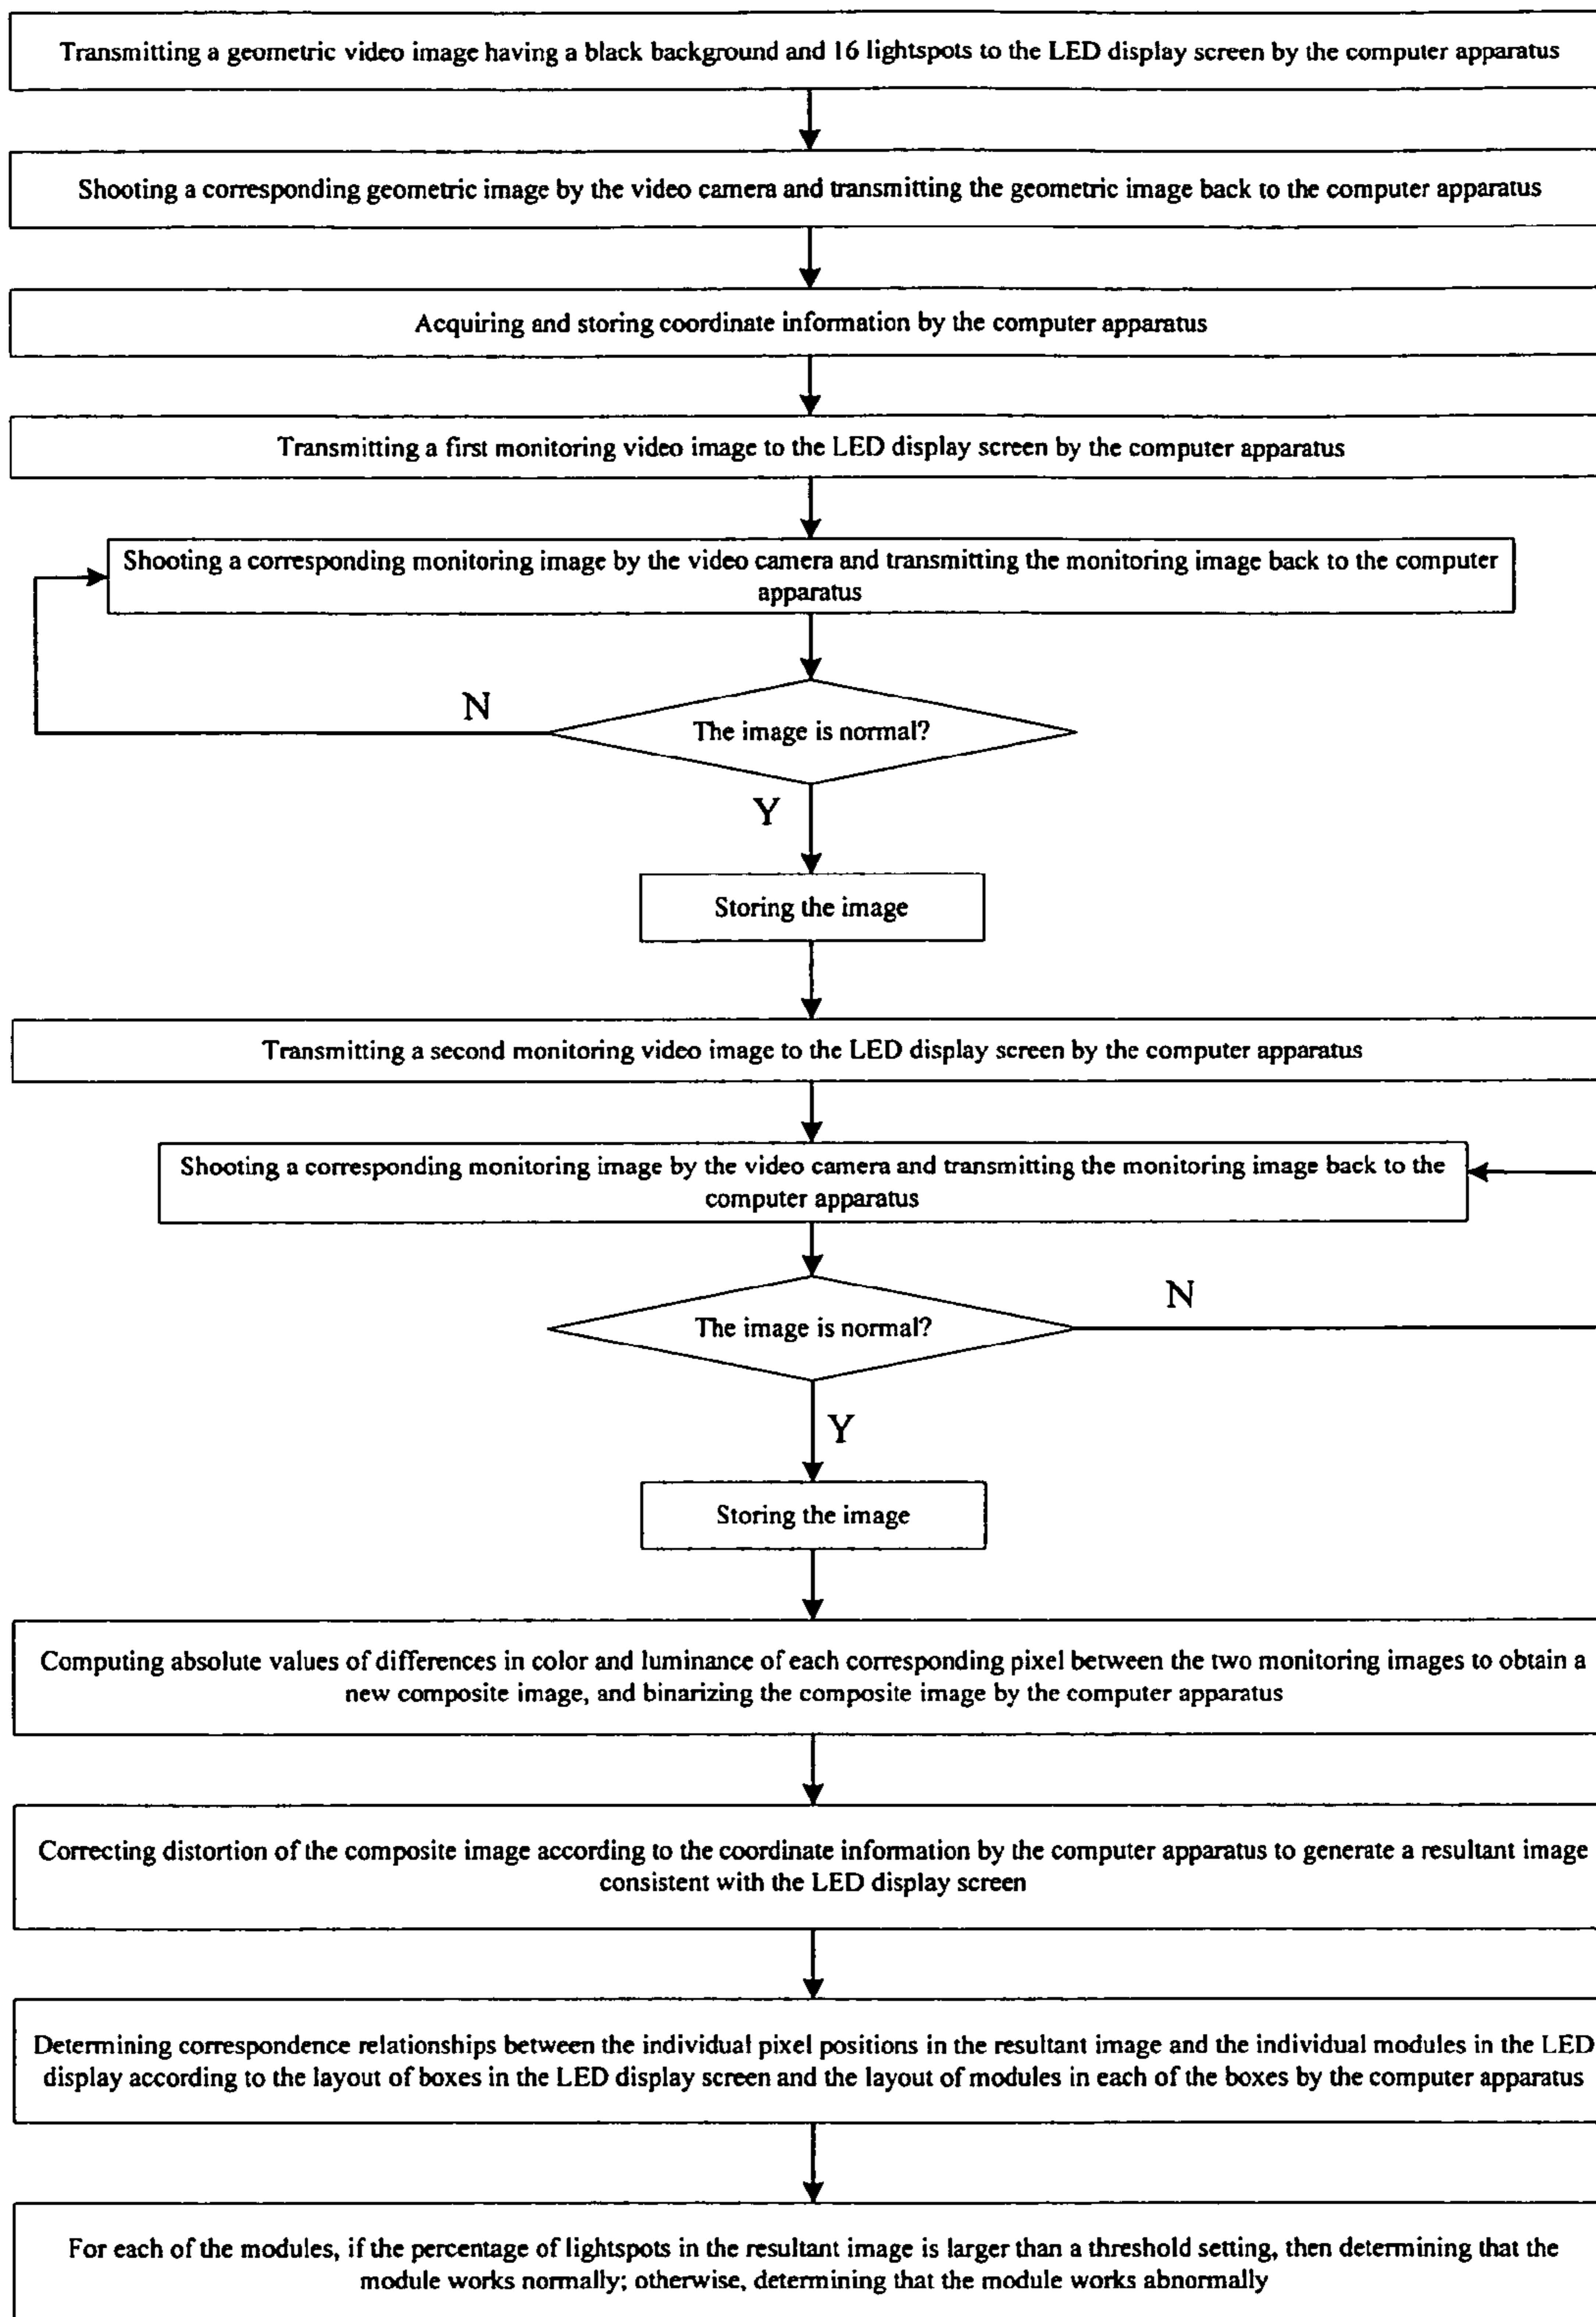 Transmitting a geometric video image having a black background and 16 lightspots to the LED display screen by the computer apparatus
Shooting a corresponding geometric image by the video camera and transmitting the geometric image back to the computer apparatus
Acquiring and storing coordinate information by the computer apparatus
Transmitting a first monitoring video image to the LED display screen by the computer apparatus
Shooting a corresponding monitoring image by the video camera and transmitting the monitoring image back to the computer
apparatus
N
The image is normal?
Y
Storing the image
Transmitting a second monitoring video image to the LED display screen by the computer apparatus
Shooting a corresponding monitoring image by the video camera and transmitting the monitoring image back to the
computer apparatus
N
The image is normal?
Y
Storing the image
Computing absolute values of differences in color and luminance of each corresponding pixel between the two monitoring images to obtain a
new composite image, and binarizing the composite image by the computer apparatus
Correcting distortion of the composite image according to the coordinate information by the computer apparatus to generate a resultant image
consistent with the LED display screen
Determining correspondence relationships between the individual pixel positions in the resultant image and the individual modules in the LED
display according to the layout of boxes in the LED display screen and the layout of modules in each of the boxes by the computer apparatus
For each of the modules, if the percentage of lightspots in the resultant image is larger than a threshold setting, then determining that the
module works normally; otherwise, determining that the module works abnormally